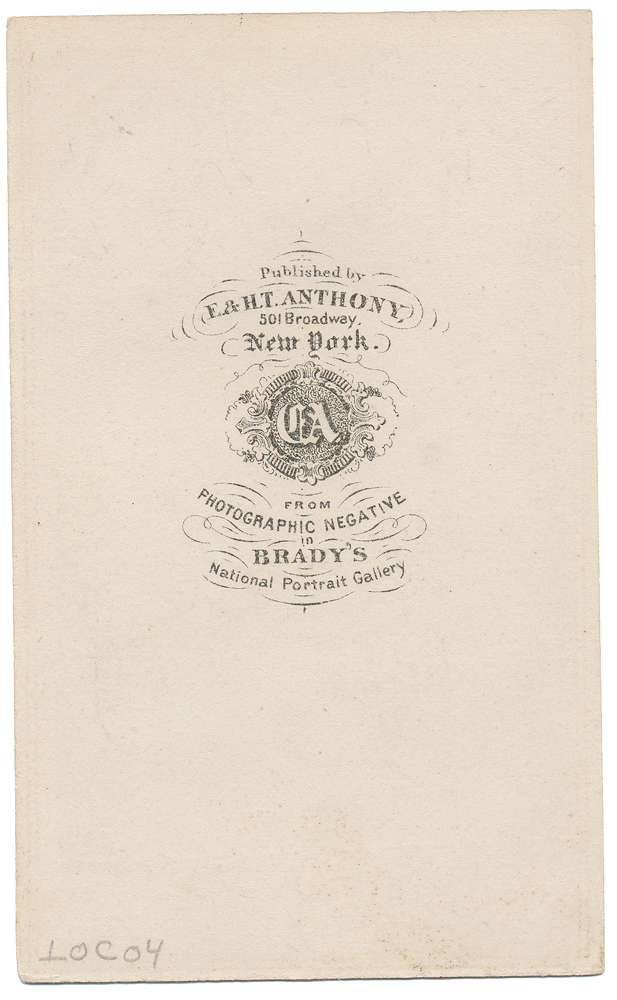 Published by
E. & H.T. ANTHONY,
501 Broadway,
New York.
EA
FROM
PHOTOGRAPHIC NEGATIVE
in
BRADY'S
National Portrait Gallery
LOC04